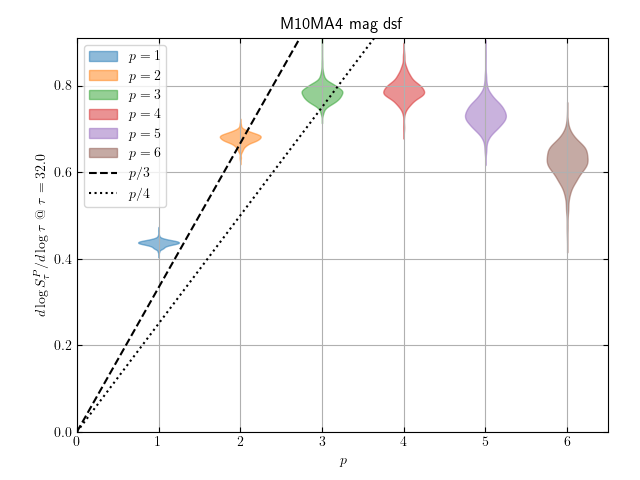 M10MA4 mag dsf
p = 1
p = 2
p = 3
p = 4
p = 5
p = 6
p/3
p/4
0.8
0.6
0.4
0.2
0.0
d log S_τ^P / d log τ @ τ = 32.0
0 1 2 3 4 5 6
p